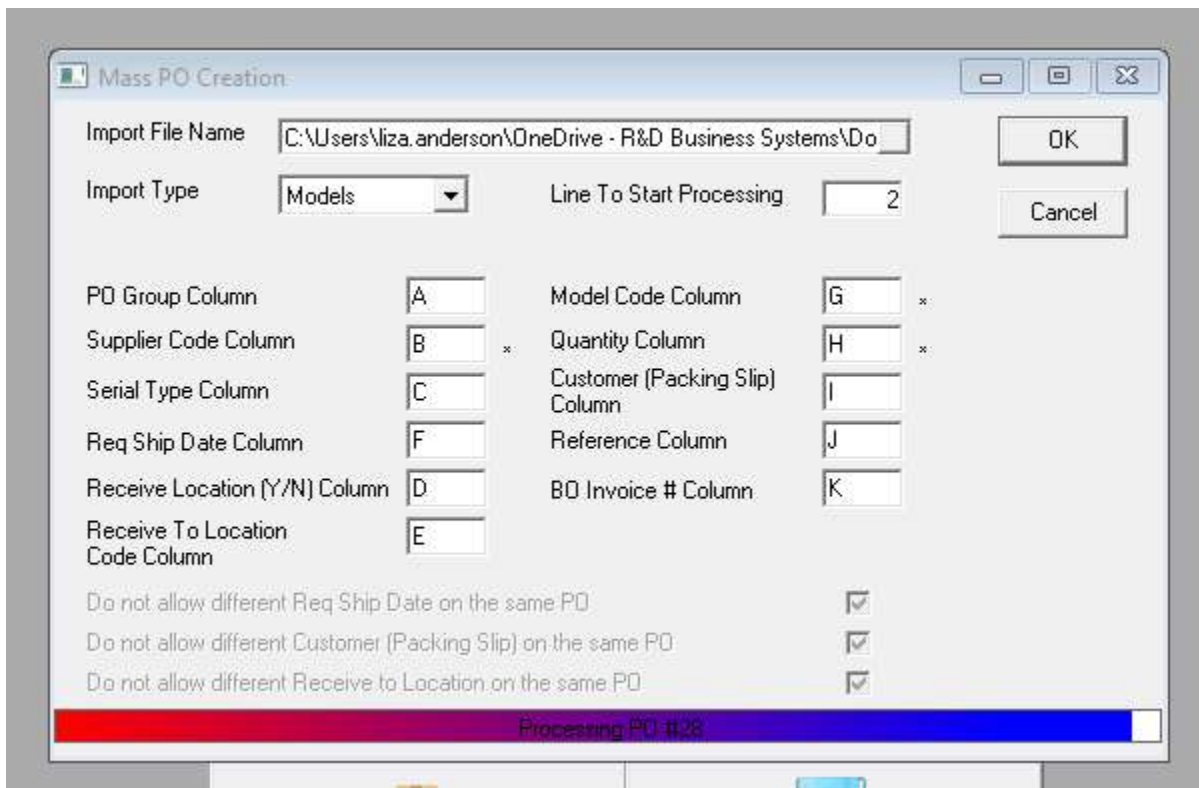 Mass PO Creation
Import File Name C:\Users\liza.anderson\OneDrive - R&D Business Systems\Do OK
Import Type Models Line To Start Processing 2 Cancel
PO Group Column A Model Code Column G *
Supplier Code Column B * Quantity Column H *
Serial Type Column C Customer (Packing Slip) Column I
Req Ship Date Column F Reference Column J
Receive Location (Y/N) Column D BO Invoice # Column K
Receive To Location
Code Column E
Do not allow different Req Ship Date on the same PO
Do not allow different Customer (Packing Slip) on the same PO
Do not allow different Receive to Location on the same PO
Processing PO #28